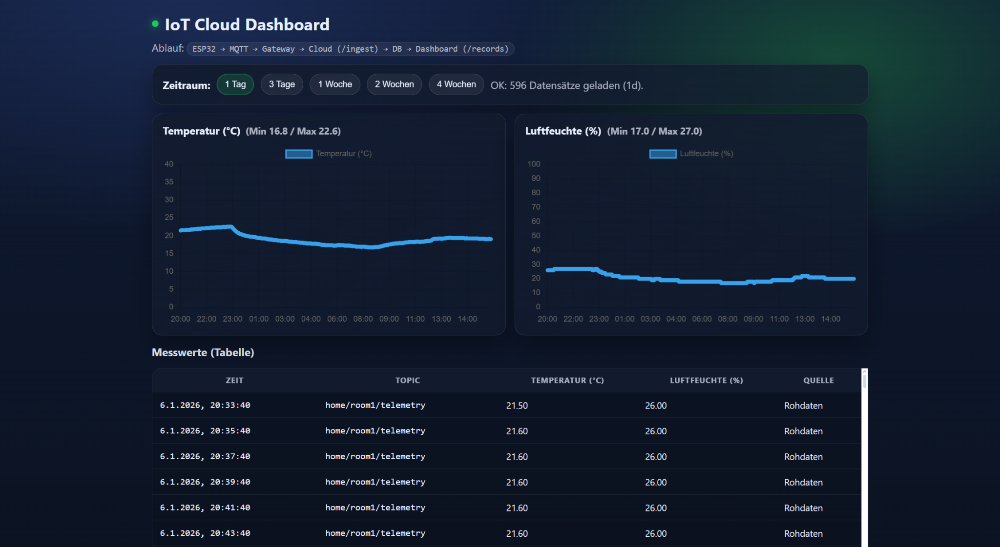 IoT Cloud Dashboard
Ablauf: ESP32 → MQTT → Gateway → Cloud (/ingest) → DB → Dashboard (/records)
Zeitraum: 1 Tag 3 Tage 1 Woche 2 Wochen 4 Wochen OK: 596 Datensätze geladen (1d).
Temperatur (°C) (Min 16.8 / Max 22.6)
Temperatur (°C)
40
35
30
25
20
15
10
5
0
20:00 22:00 23:00 01:00 03:00 04:00 06:00 08:00 09:00 11:00 13:00 14:00
Luftfeuchte (%) (Min 17.0 / Max 27.0)
Luftfeuchte (%)
100
90
80
70
60
50
40
30
20
10
0
20:00 22:00 23:00 01:00 03:00 04:00 06:00 08:00 09:00 11:00 13:00 14:00
Messwerte (Tabelle)
ZEIT TOPIC TEMPERATUR (°C) LUFTFEUCHTE (%) QUELLE
6.1.2026, 20:33:40 home/room1/telemetry 21.50 26.00 Rohdaten
6.1.2026, 20:35:40 home/room1/telemetry 21.60 26.00 Rohdaten
6.1.2026, 20:37:40 home/room1/telemetry 21.60 26.00 Rohdaten
6.1.2026, 20:39:40 home/room1/telemetry 21.60 26.00 Rohdaten
6.1.2026, 20:41:40 home/room1/telemetry 21.60 26.00 Rohdaten
6.1.2026, 20:43:40 home/room1/telemetry 21.60 26.00 Rohdaten